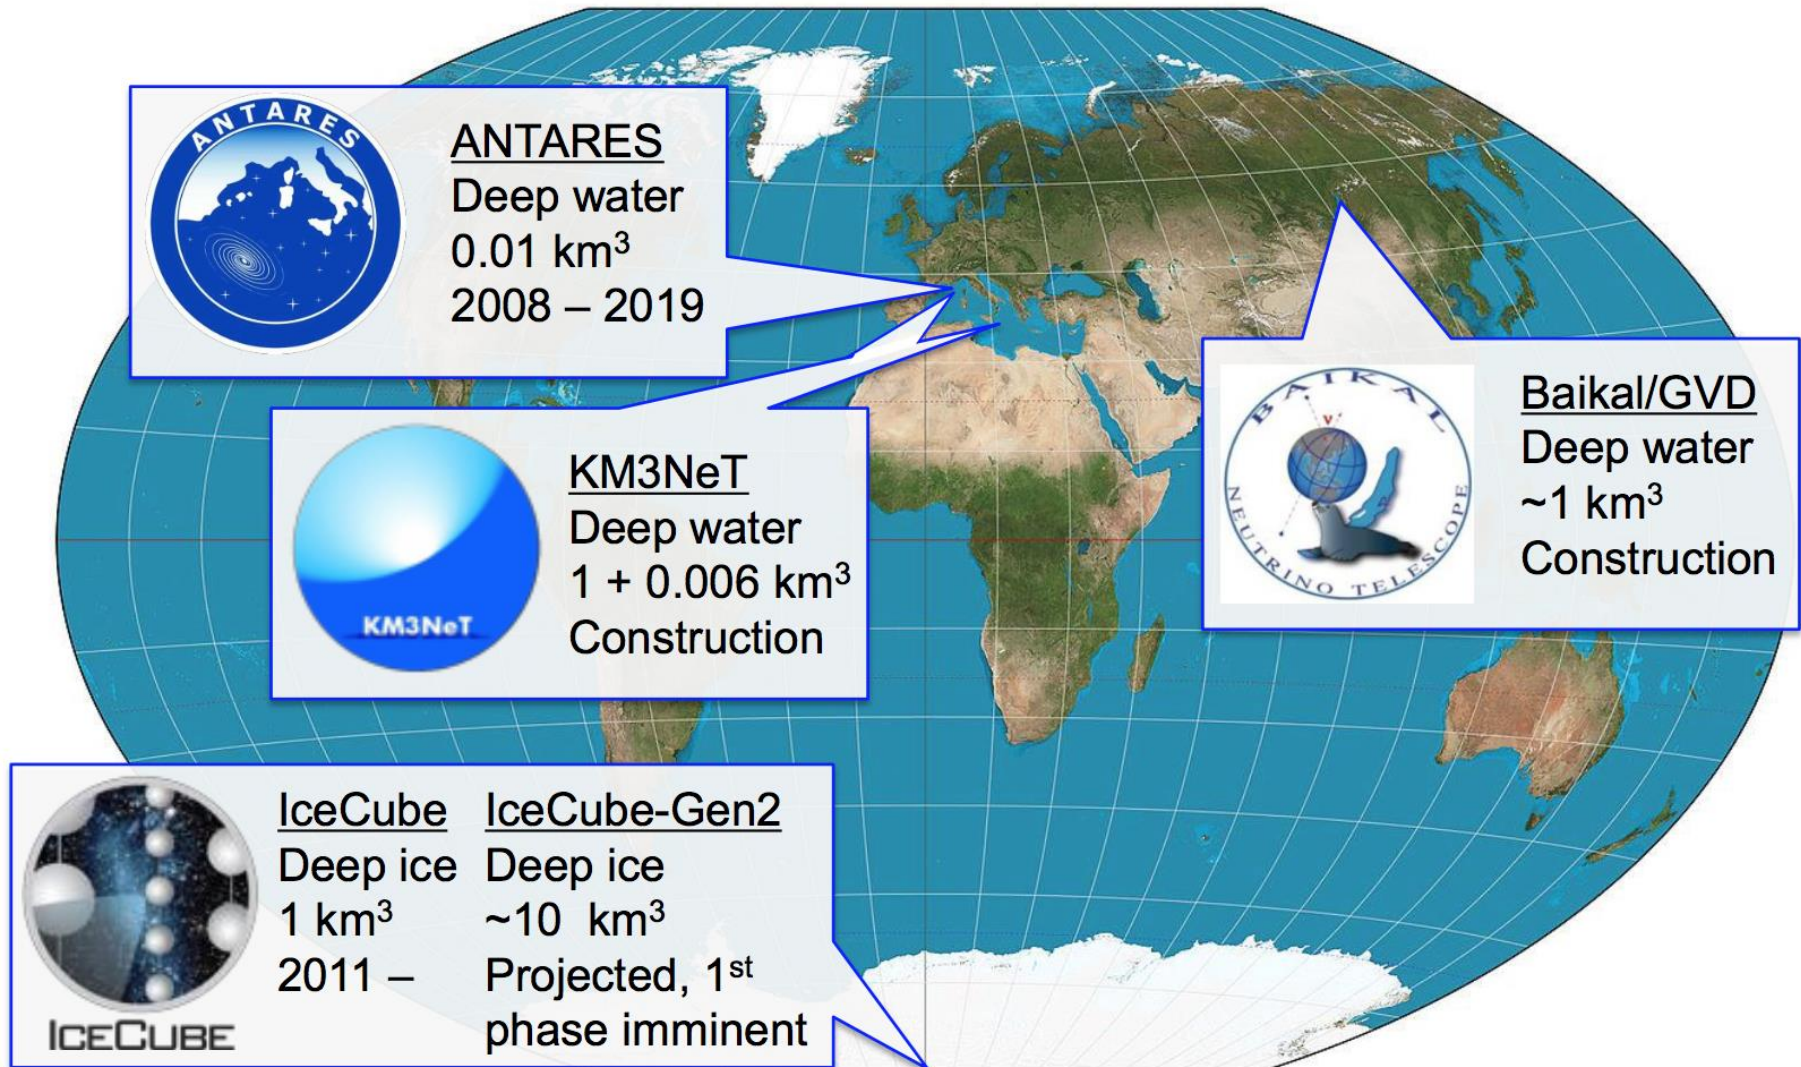 ANTARES
ANTARES
Deep water
0.01 km³
2008 – 2019
KM3NeT
KM3NeT
Deep water
1 + 0.006 km³
Construction
BAIKAL
ν
NEUTRINO TELESCOPE
Baikal/GVD
Deep water
~1 km³
Construction
ICECUBE
IceCube
Deep ice
1 km³
2011 –
IceCube-Gen2
Deep ice
~10 km³
Projected, 1st
phase imminent